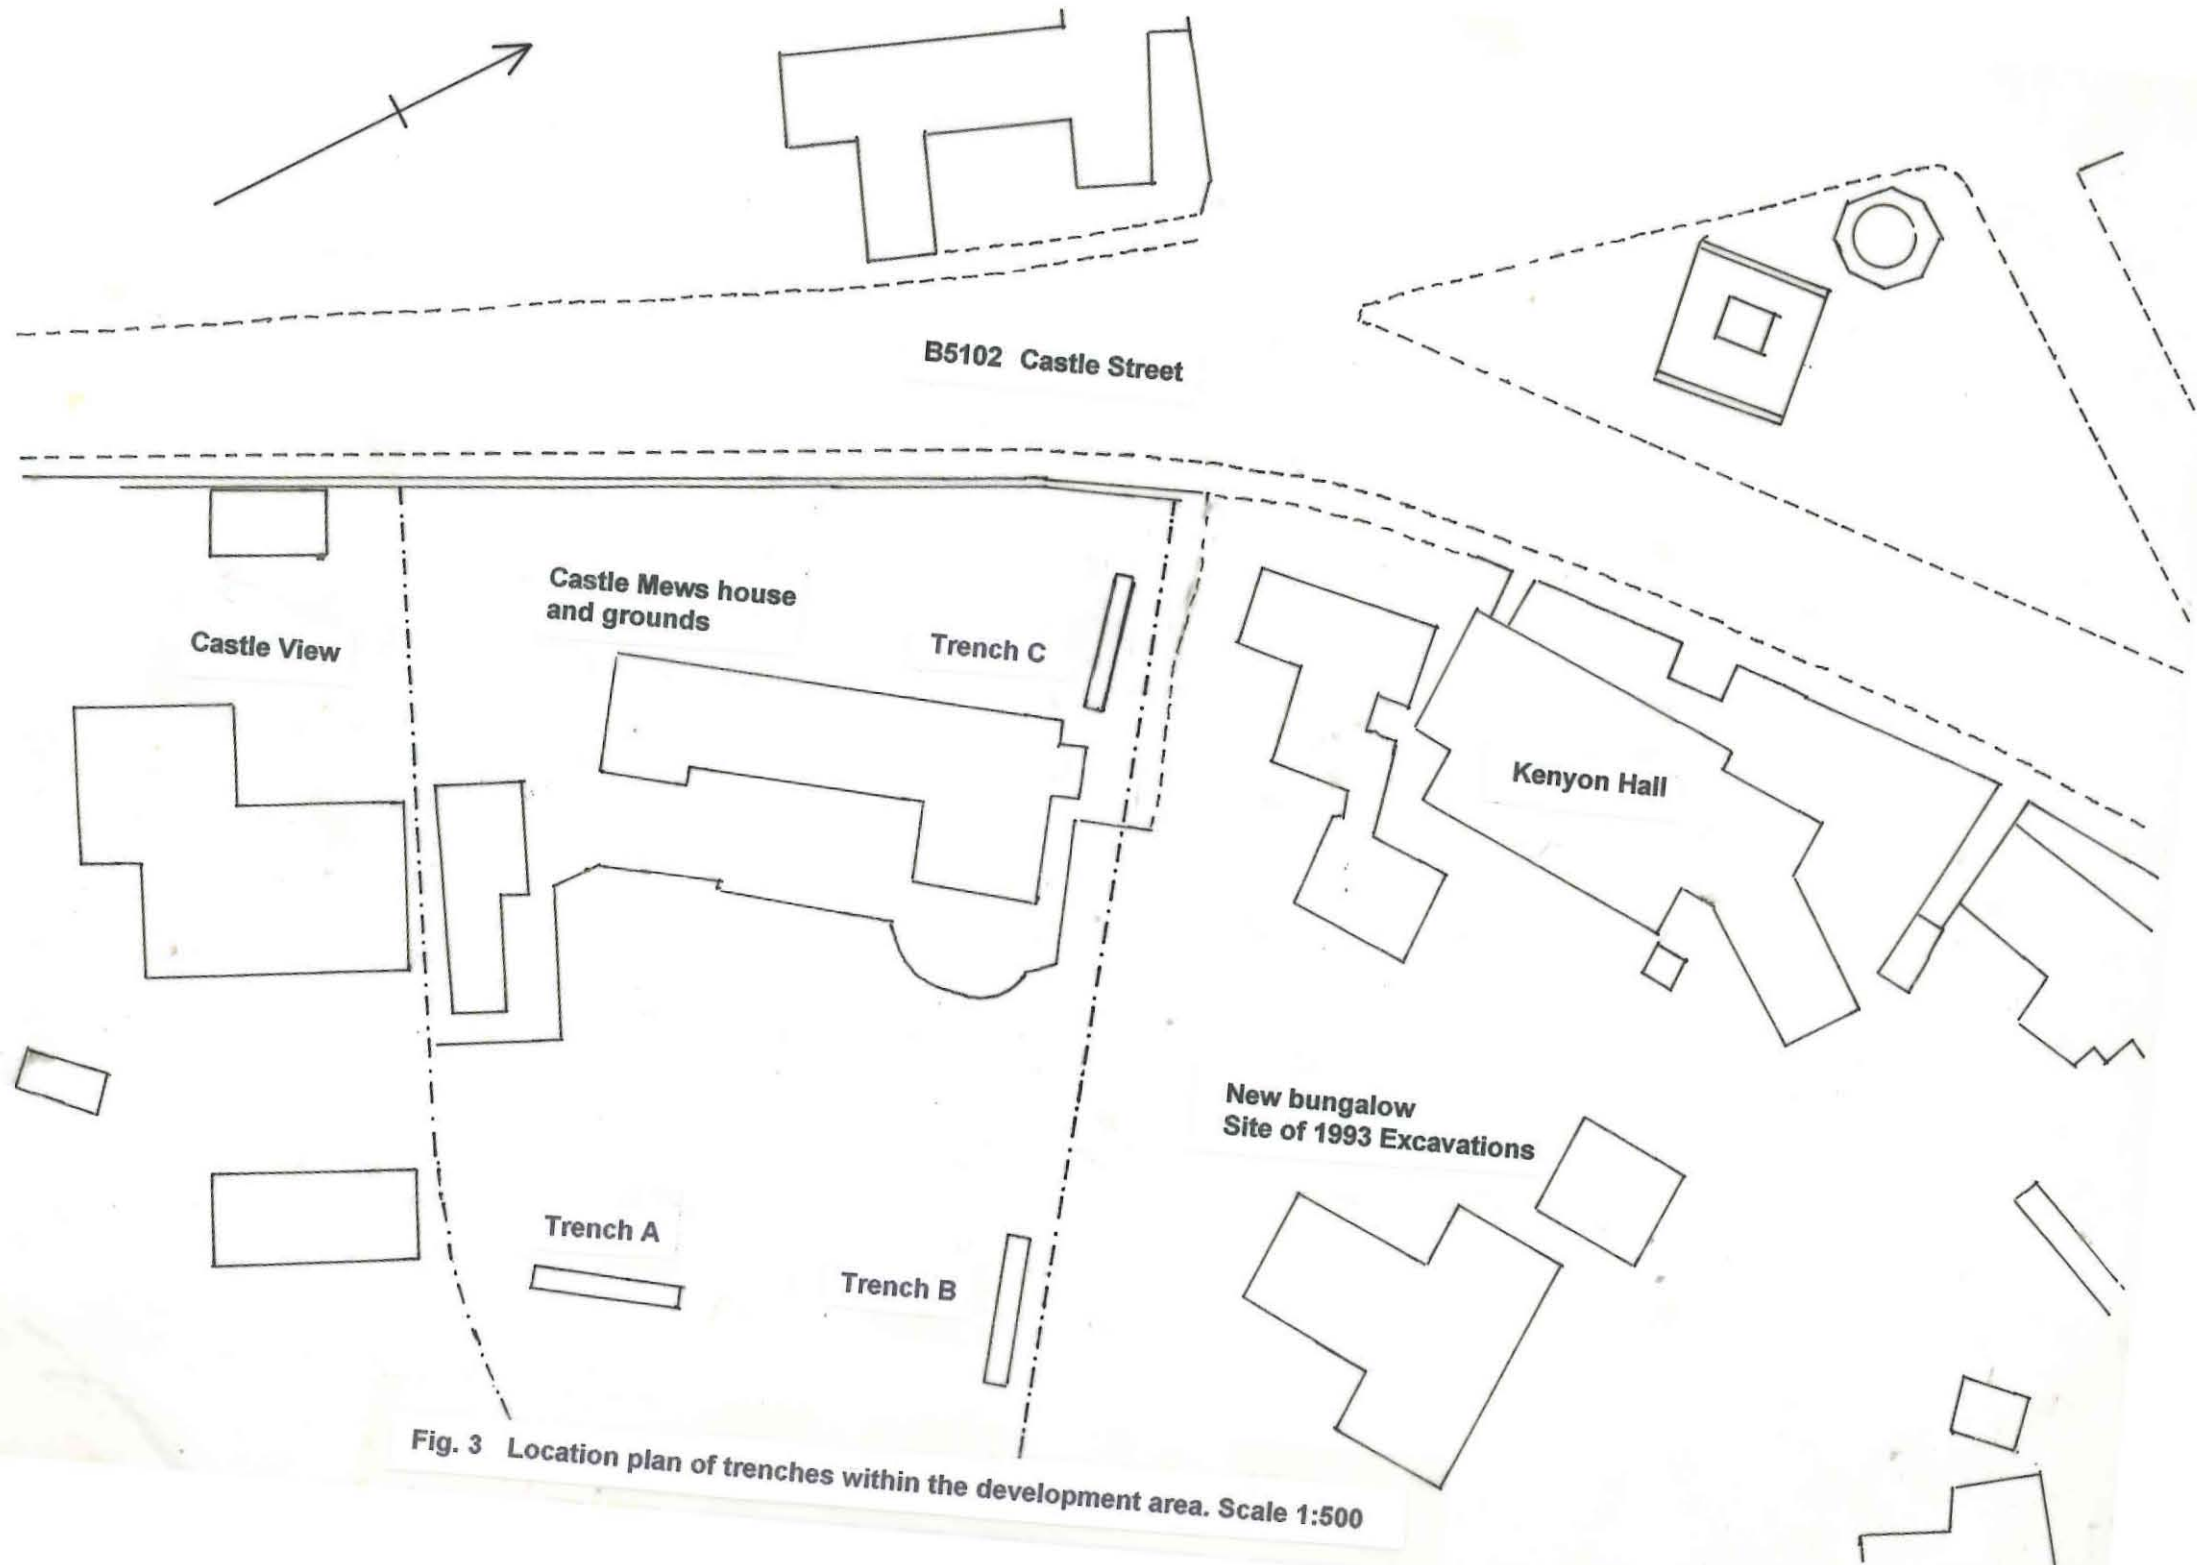 B5102 Castle Street
Castle Mews house
and grounds
Castle View
Trench C
Kenyon Hall
New bungalow
Site of 1993 Excavations
Trench A
Trench B
Fig. 3 Location plan of trenches within the development area. Scale 1:500